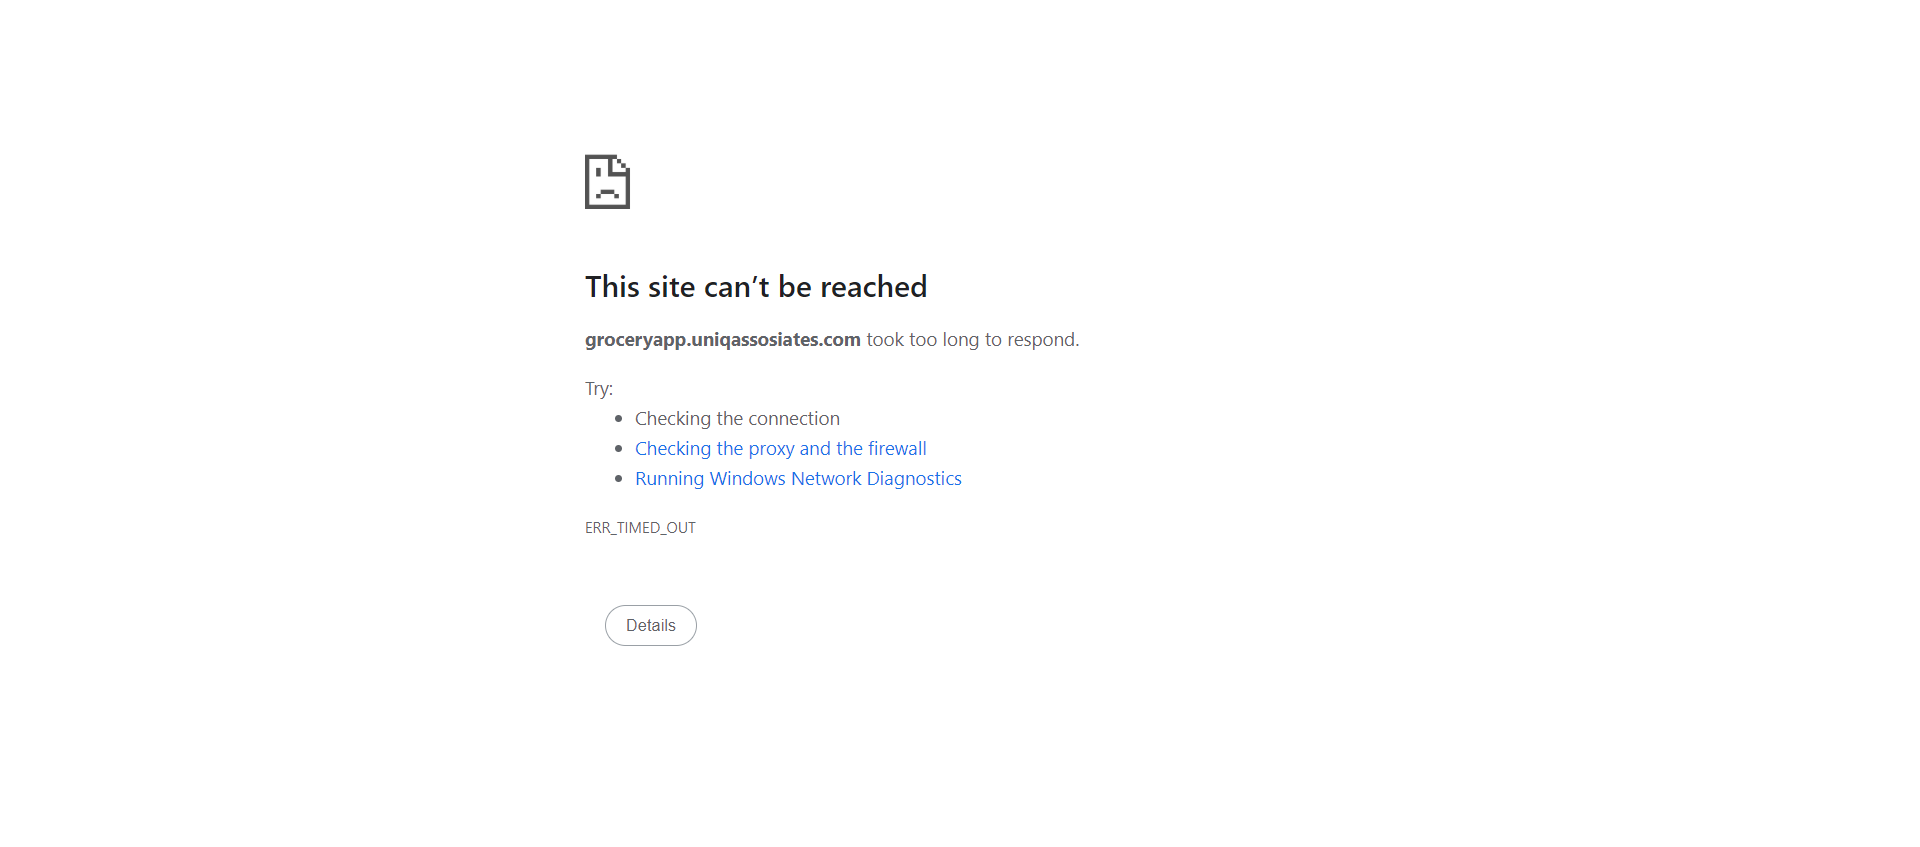 This site can’t be reached
groceryapp.uniqassosiates.com took too long to respond.
Try:
Checking the connection
Checking the proxy and the firewall
Running Windows Network Diagnostics
ERR_TIMED_OUT
Details